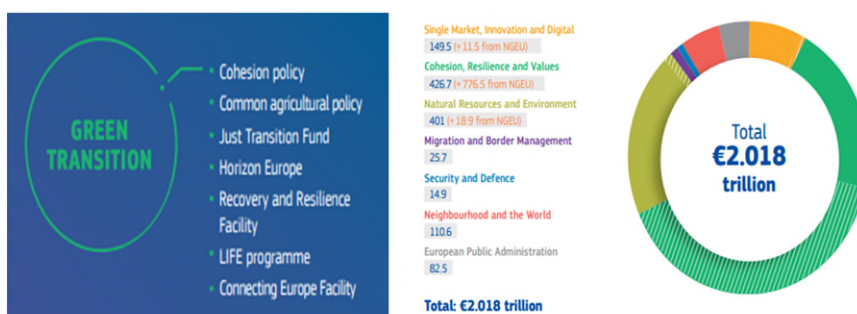 GREEN
TRANSITION
• Cohesion policy
• Common agricultural policy
• Just Transition Fund
• Horizon Europe
• Recovery and Resilience
Facility
• LIFE programme
• Connecting Europe Facility
Single Market, Innovation and Digital
149.5 (+ 11.5 from NGEU)
Cohesion, Resilience and Values
426.7 (+ 776.5 from NGEU)
Natural Resources and Environment
401 (+ 18.9 from NGEU)
Migration and Border Management
25.7
Security and Defence
14.9
Neighbourhood and the World
110.6
European Public Administration
82.5
Total: €2.018 trillion
Total
€2.018
trillion